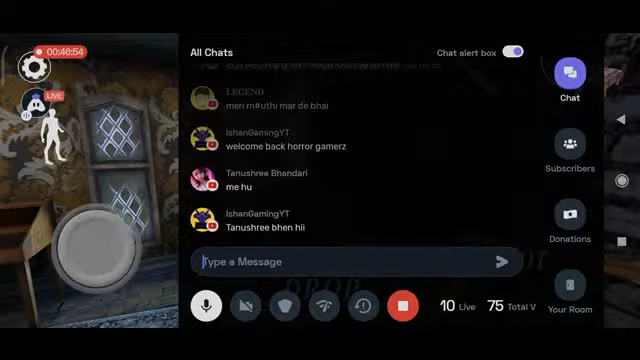 00:46:54
All Chats
Chat alert box
LEGEND
meri m#uthi mar de bhai
LIVE
IshanGamingYT
welcome back horror gamerz
Chat
Tanushree Bhandari
me hu
Subscribers
IshanGamingYT
Tanushree bhen hii
Donations
Type a Message
DROP
10 Live 75 Total V
Your Room